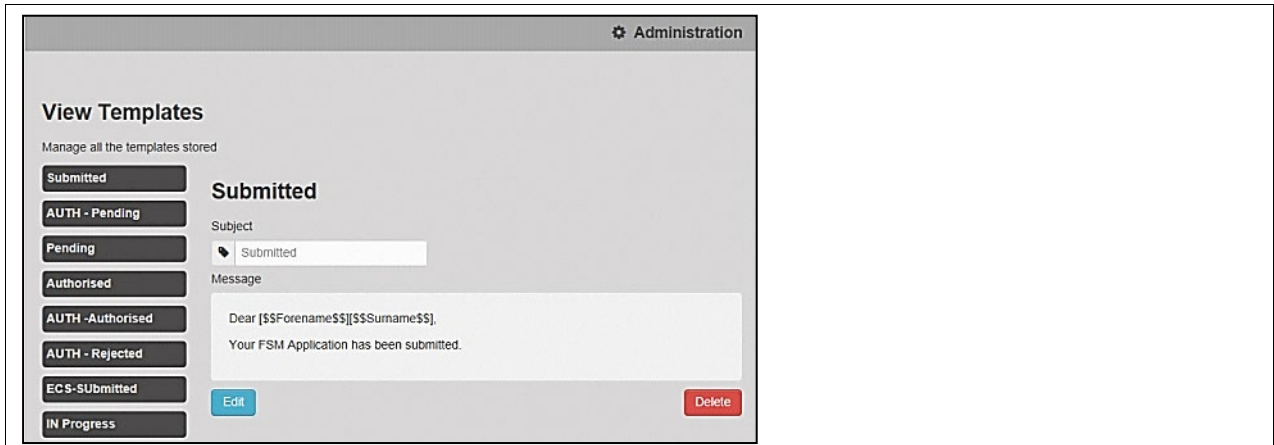 Administration
View Templates
Manage all the templates stored
Submitted
AUTH - Pending
Pending
Authorised
AUTH -Authorised
AUTH - Rejected
ECS-SUbmitted
IN Progress
Submitted
Subject
Submitted
Message
Dear [$$Forename$$][$$Surname$$],
Your FSM Application has been submitted.
Edit
Delete